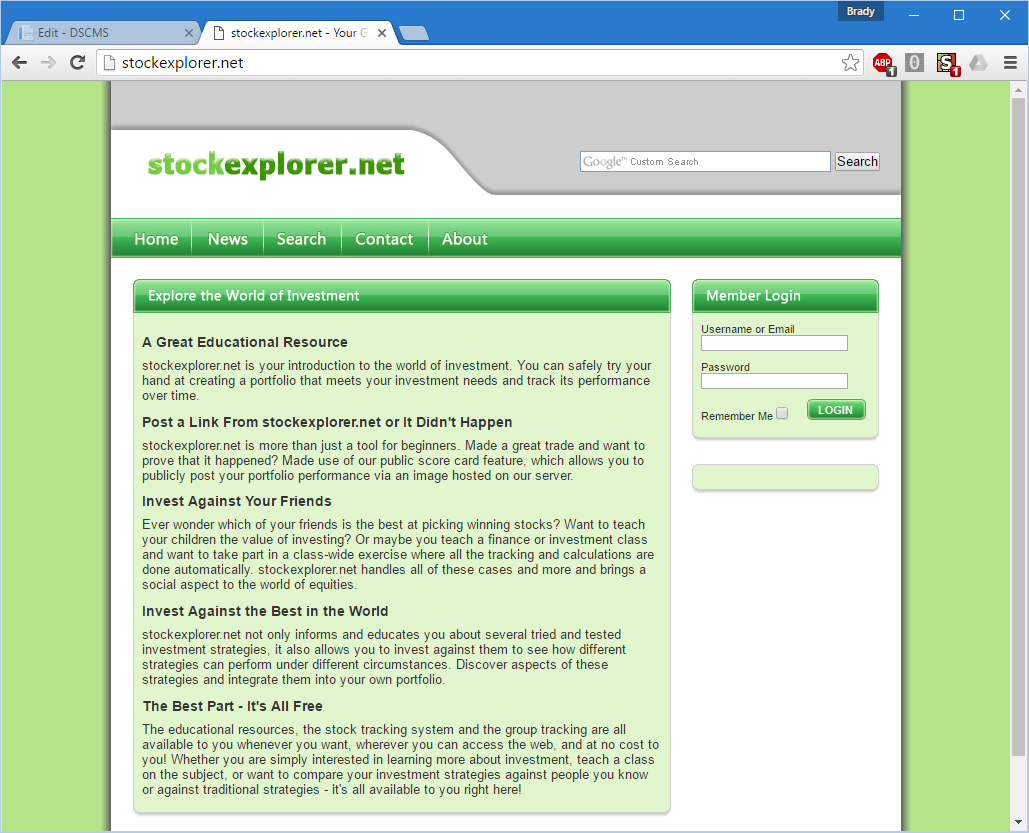 Brady
Edit - DSCMS
stockexplorer.net - Your G
stockexplorer.net
ABP
1
0
S
1
stockexplorer.net
Google™ Custom Search
Search
Home
News
Search
Contact
About
Explore the World of Investment
A Great Educational Resource
stockexplorer.net is your introduction to the world of investment. You can safely try your
hand at creating a portfolio that meets your investment needs and track its performance
over time.
Post a Link From stockexplorer.net or It Didn't Happen
stockexplorer.net is more than just a tool for beginners. Made a great trade and want to
prove that it happened? Made use of our public score card feature, which allows you to
publicly post your portfolio performance via an image hosted on our server.
Invest Against Your Friends
Ever wonder which of your friends is the best at picking winning stocks? Want to teach
your children the value of investing? Or maybe you teach a finance or investment class
and want to take part in a class-wide exercise where all the tracking and calculations are
done automatically. stockexplorer.net handles all of these cases and more and brings a
social aspect to the world of equities.
Invest Against the Best in the World
stockexplorer.net not only informs and educates you about several tried and tested
investment strategies, it also allows you to invest against them to see how different
strategies can perform under different circumstances. Discover aspects of these
strategies and integrate them into your own portfolio.
The Best Part - It's All Free
The educational resources, the stock tracking system and the group tracking are all
available to you whenever you want, wherever you can access the web, and at no cost to
you! Whether you are simply interested in learning more about investment, teach a class
on the subject, or want to compare your investment strategies against people you know
or against traditional strategies - it's all available to you right here!
Member Login
Username or Email
Password
Remember Me
LOGIN